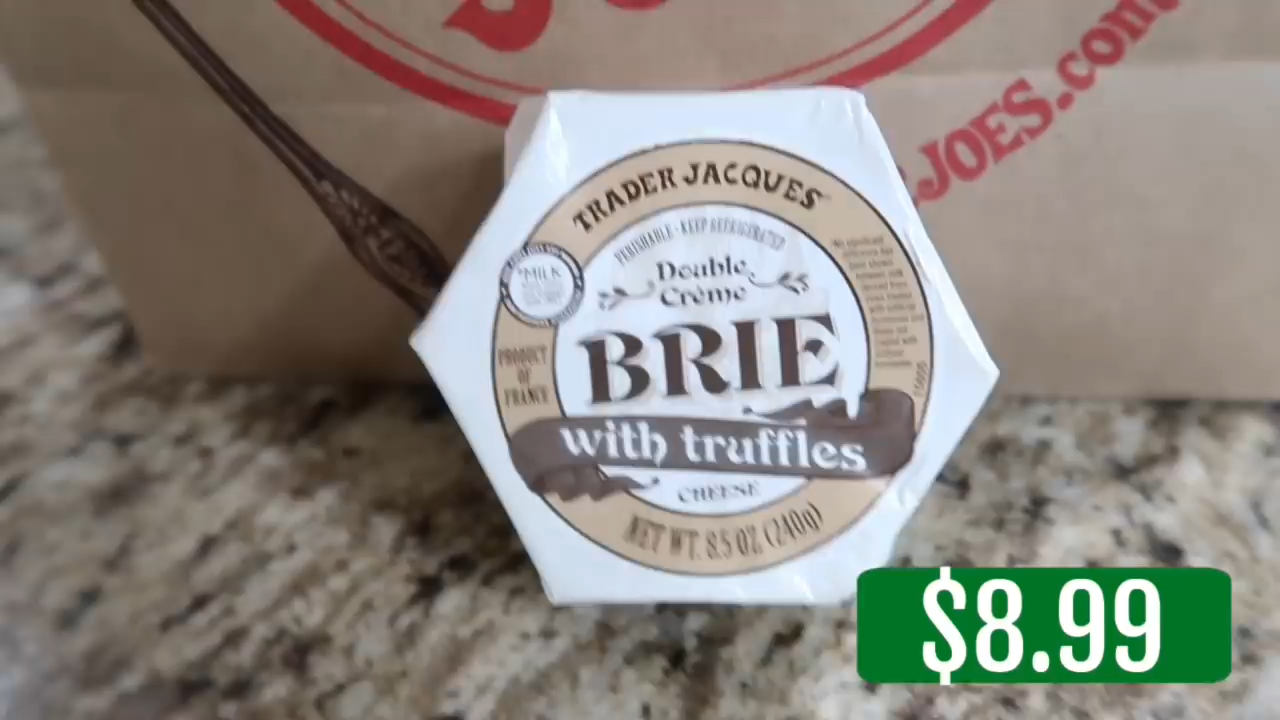 JOES.com
TRADER JACQUES
PERISHABLE • KEEP REFRIGERATED
*MILK
Double
Crème
BRIE
with truffles
CHEESE
PRODUCT
OF
FRANCE
NET WT. 8.5 OZ. (240g)
$8.99